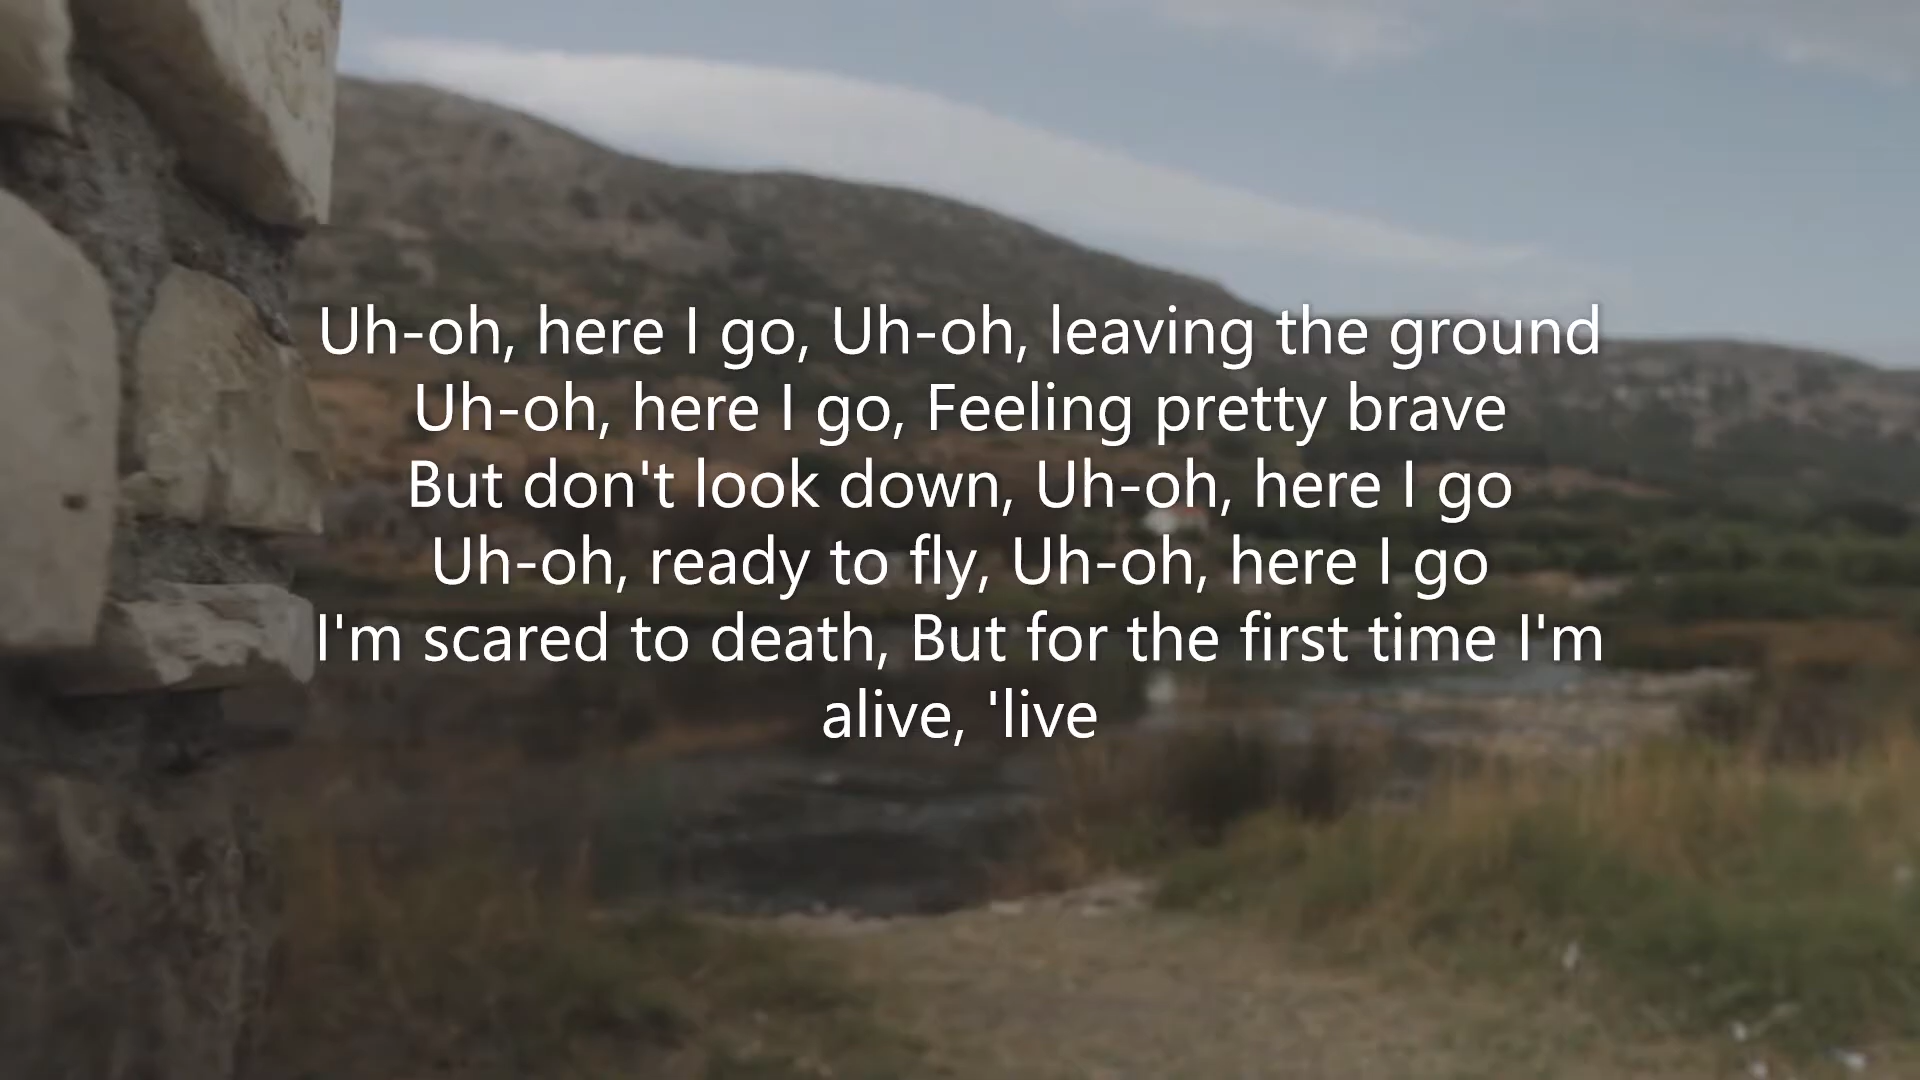 Uh-oh, here I go, Uh-oh, leaving the ground
Uh-oh, here I go, Feeling pretty brave
But don't look down, Uh-oh, here I go
Uh-oh, ready to fly, Uh-oh, here I go
I'm scared to death, But for the first time I'm
alive, 'live